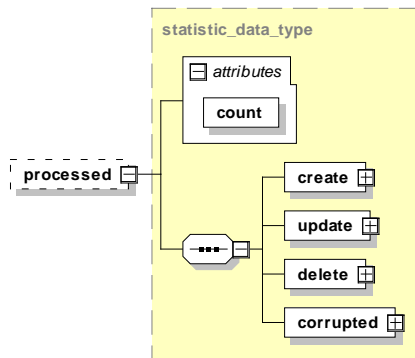 statistic_data_type
attributes
count
processed
create
update
delete
corrupted